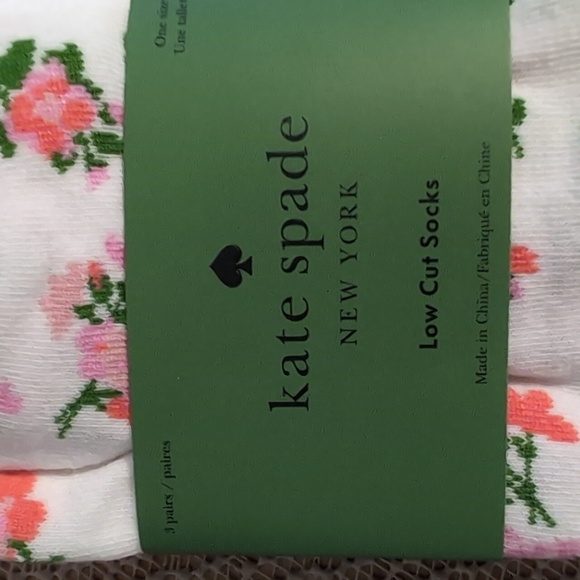 One size
Une taille
3 pairs / paires
kate spade
NEW YORK
Low Cut Socks
Made in China/Fabriqué en Chine